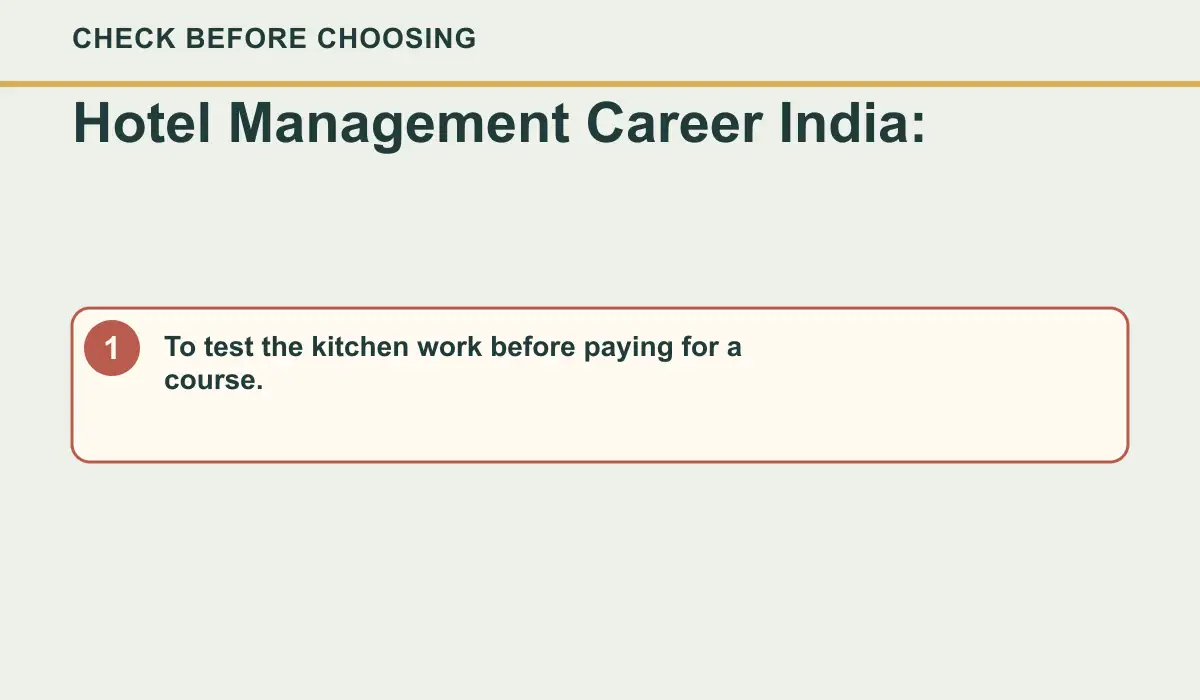 CHECK BEFORE CHOOSING
Hotel Management Career India:
1
To test the kitchen work before paying for a
course.